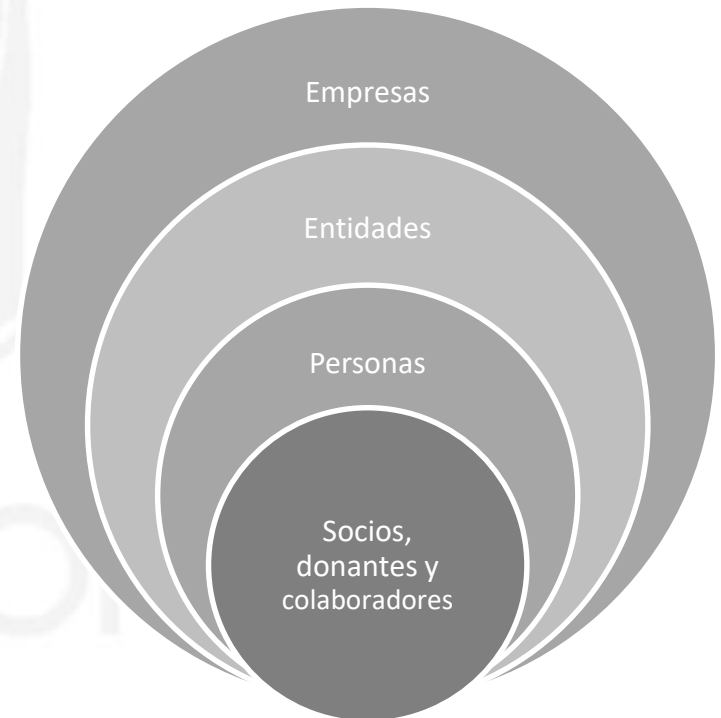 Empresas
Entidades
Personas
Socios,
donantes y
colaboradores